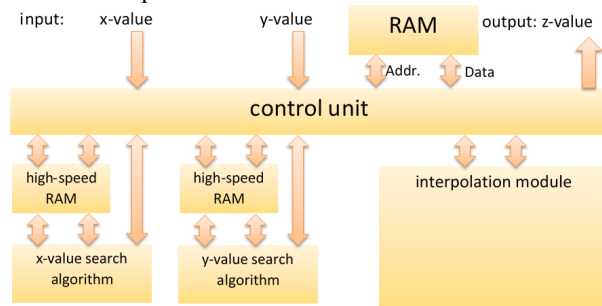 input: x-value y-value RAM output: z-value
Addr. Data
control unit
high-speed RAM high-speed RAM interpolation module
x-value search algorithm y-value search algorithm